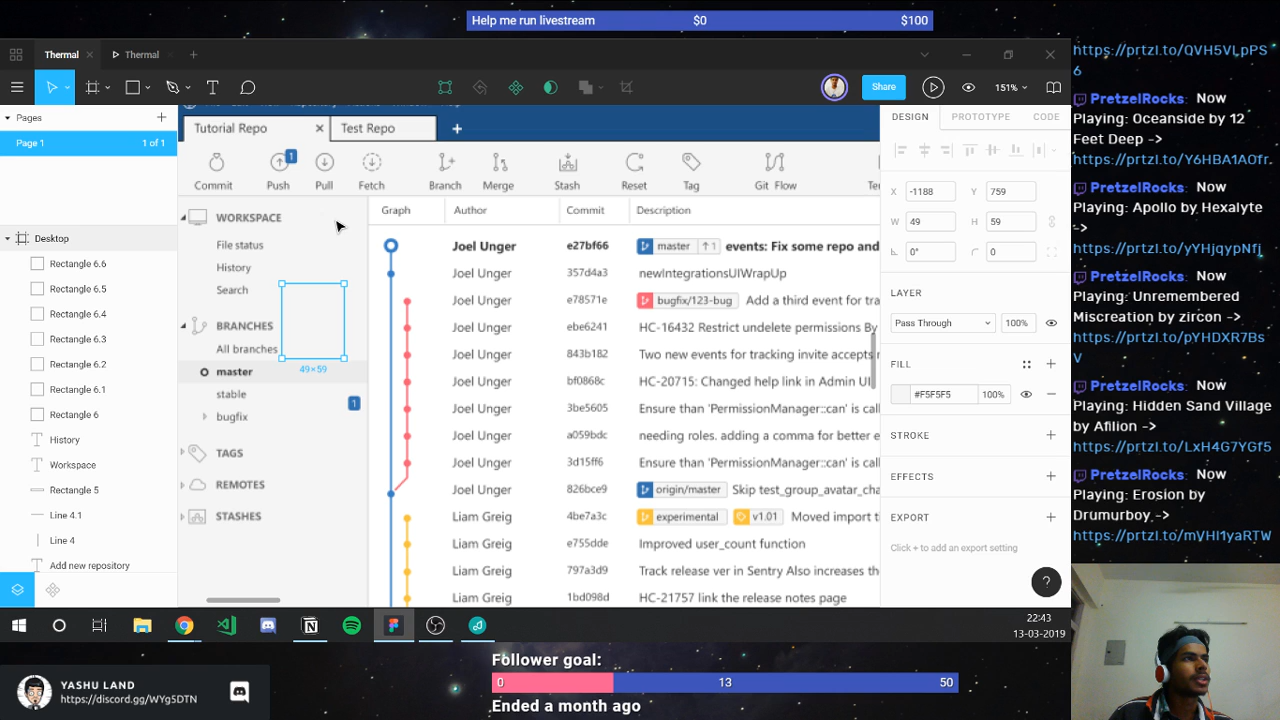 Help me run livestream $0 $100
Thermal
Thermal
Share
151%
Pages
Page 1
1 of 1
Desktop
Rectangle 6.6
Rectangle 6.5
Rectangle 6.4
Rectangle 6.3
Rectangle 6.2
Rectangle 6.1
Rectangle 6
History
Workspace
Rectangle 5
Line 4.1
Line 4
Add new repository
Tutorial Repo
Test Repo
Commit
1
Push
Pull
Fetch
Branch
Merge
Stash
Reset
Tag
Git Flow
WORKSPACE
File status
History
Search
BRANCHES
All branches
master
stable
1
bugfix
TAGS
REMOTES
STASHES
49×59
Graph Author Commit Description
Joel Unger e27bf66 master ↑ 1 events: Fix some repo and
Joel Unger 357d4a3 newIntegrationsUIWrapUp
Joel Unger e78571e bugfix/123-bug Add a third event for tra
Joel Unger ebe6241 HC-16432 Restrict undelete permissions By
Joel Unger 843b182 Two new events for tracking invite accepts
Joel Unger bf0868c HC-20715: Changed help link in Admin UI
Joel Unger 3be5605 Ensure than 'PermissionManager::can' is call
Joel Unger a059bdc needing roles. adding a comma for better e
Joel Unger 3d15ff6 Ensure than 'PermissionManager::can' is call
Joel Unger 826bce9 origin/master Skip test_group_avatar_cha
Liam Greig 4be7a3c experimental v1.01 Moved import t
Liam Greig e755dde Improved user_count function
Liam Greig 797a3d9 Track release ver in Sentry Also increases th
Liam Greig 1bd098d HC-21757 link the release notes page
DESIGN PROTOTYPE CODE
X -1188 Y 759
W 49 H 59
0° 0
LAYER
Pass Through 100%
FILL
#F5F5F5 100%
STROKE
EFFECTS
EXPORT
Click + to add an export setting
?
22:43
13-03-2019
https://prtzl.to/QVH5VLpPS
6
PretzelRocks: Now
Playing: Oceanside by 12
Feet Deep ->
https://prtzl.to/Y6HBA1A0fr
PretzelRocks: Now
Playing: Apollo by Hexalyte
->
https://prtzl.to/yYHjqypNfj
PretzelRocks: Now
Playing: Unremembered
Miscreation by zircon ->
https://prtzl.to/pYHDXR7Bs
V
PretzelRocks: Now
Playing: Hidden Sand Village
by Afilion ->
https://prtzl.to/LxH4G7YGf5
PretzelRocks: Now
Playing: Erosion by
Drumurboy ->
https://prtzl.to/mVHl1yaRTW
YASHU LAND
https://discord.gg/WYg5DTN
Follower goal:
0 13 50
Ended a month ago